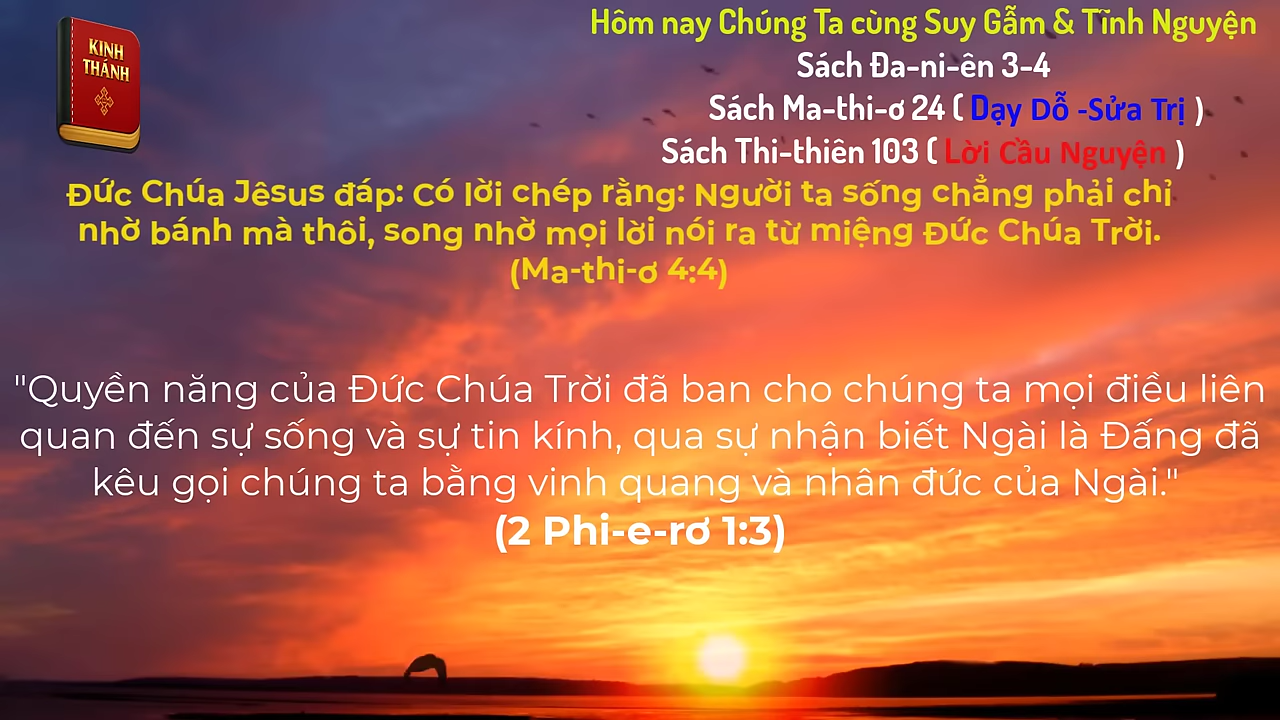 KINH
THÁNH
Hôm nay Chúng Ta cùng Suy Gẫm & Tĩnh Nguyện
Sách Đa-ni-ên 3-4
Sách Ma-thi-ơ 24 ( Dạy Dỗ -Sửa Trị )
Sách Thi-thiên 103 ( Lời Cầu Nguyện )
Đức Chúa Jêsus đáp: Có lời chép rằng: Người ta sống chẳng phải chỉ
nhờ bánh mà thôi, song nhờ mọi lời nói ra từ miệng Đức Chúa Trời.
(Ma-thi-ơ 4:4)
"Quyền năng của Đức Chúa Trời đã ban cho chúng ta mọi điều liên
quan đến sự sống và sự tin kính, qua sự nhận biết Ngài là Đấng đã
kêu gọi chúng ta bằng vinh quang và nhân đức của Ngài."
(2 Phi-e-rơ 1:3)